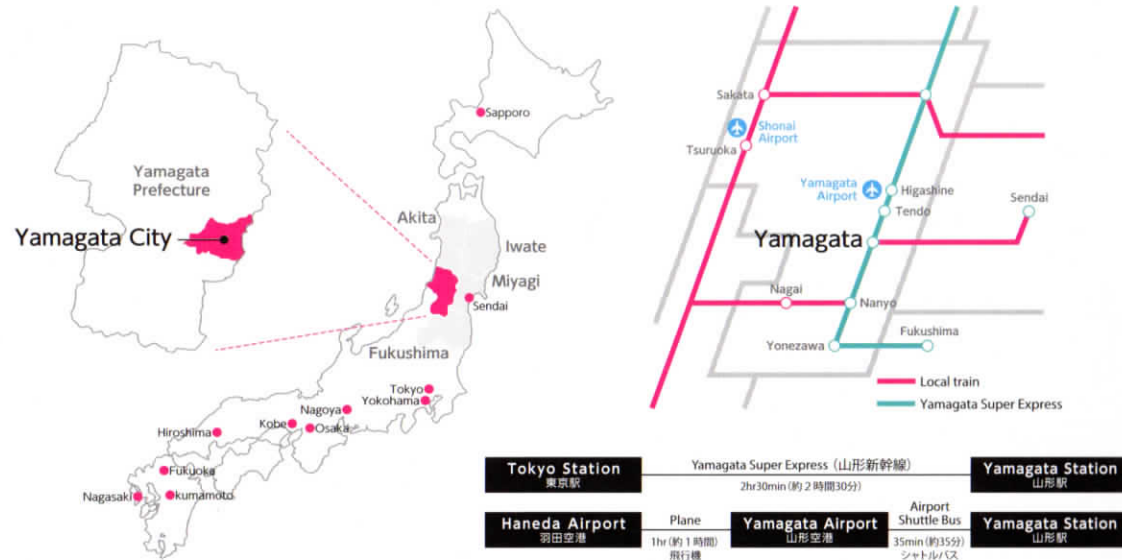 Sapporo
Yamagata
Prefecture
Yamagata City
Akita
Iwate
Miyagi
Sendai
Fukushima
Tokyo
Yokohama
Nagoya
Kobe
Osaka
Hiroshima
Fukuoka
Nagasaki
kumamoto
Sakata
Shonai
Airport
Tsuruoka
Yamagata
Airport
Higashine
Tendo
Sendai
Yamagata
Nagai
Nanyo
Yonezawa
Fukushima
Local train
Yamagata Super Express
Tokyo Station
東京駅
Yamagata Super Express (山形新幹線)
2hr30min (約2時間30分)
Yamagata Station
山形駅
Haneda Airport
羽田空港
Plane
1hr (約1時間)
飛行機
Yamagata Airport
山形空港
Airport
Shuttle Bus
35min (約35分)
シャトルバス
Yamagata Station
山形駅